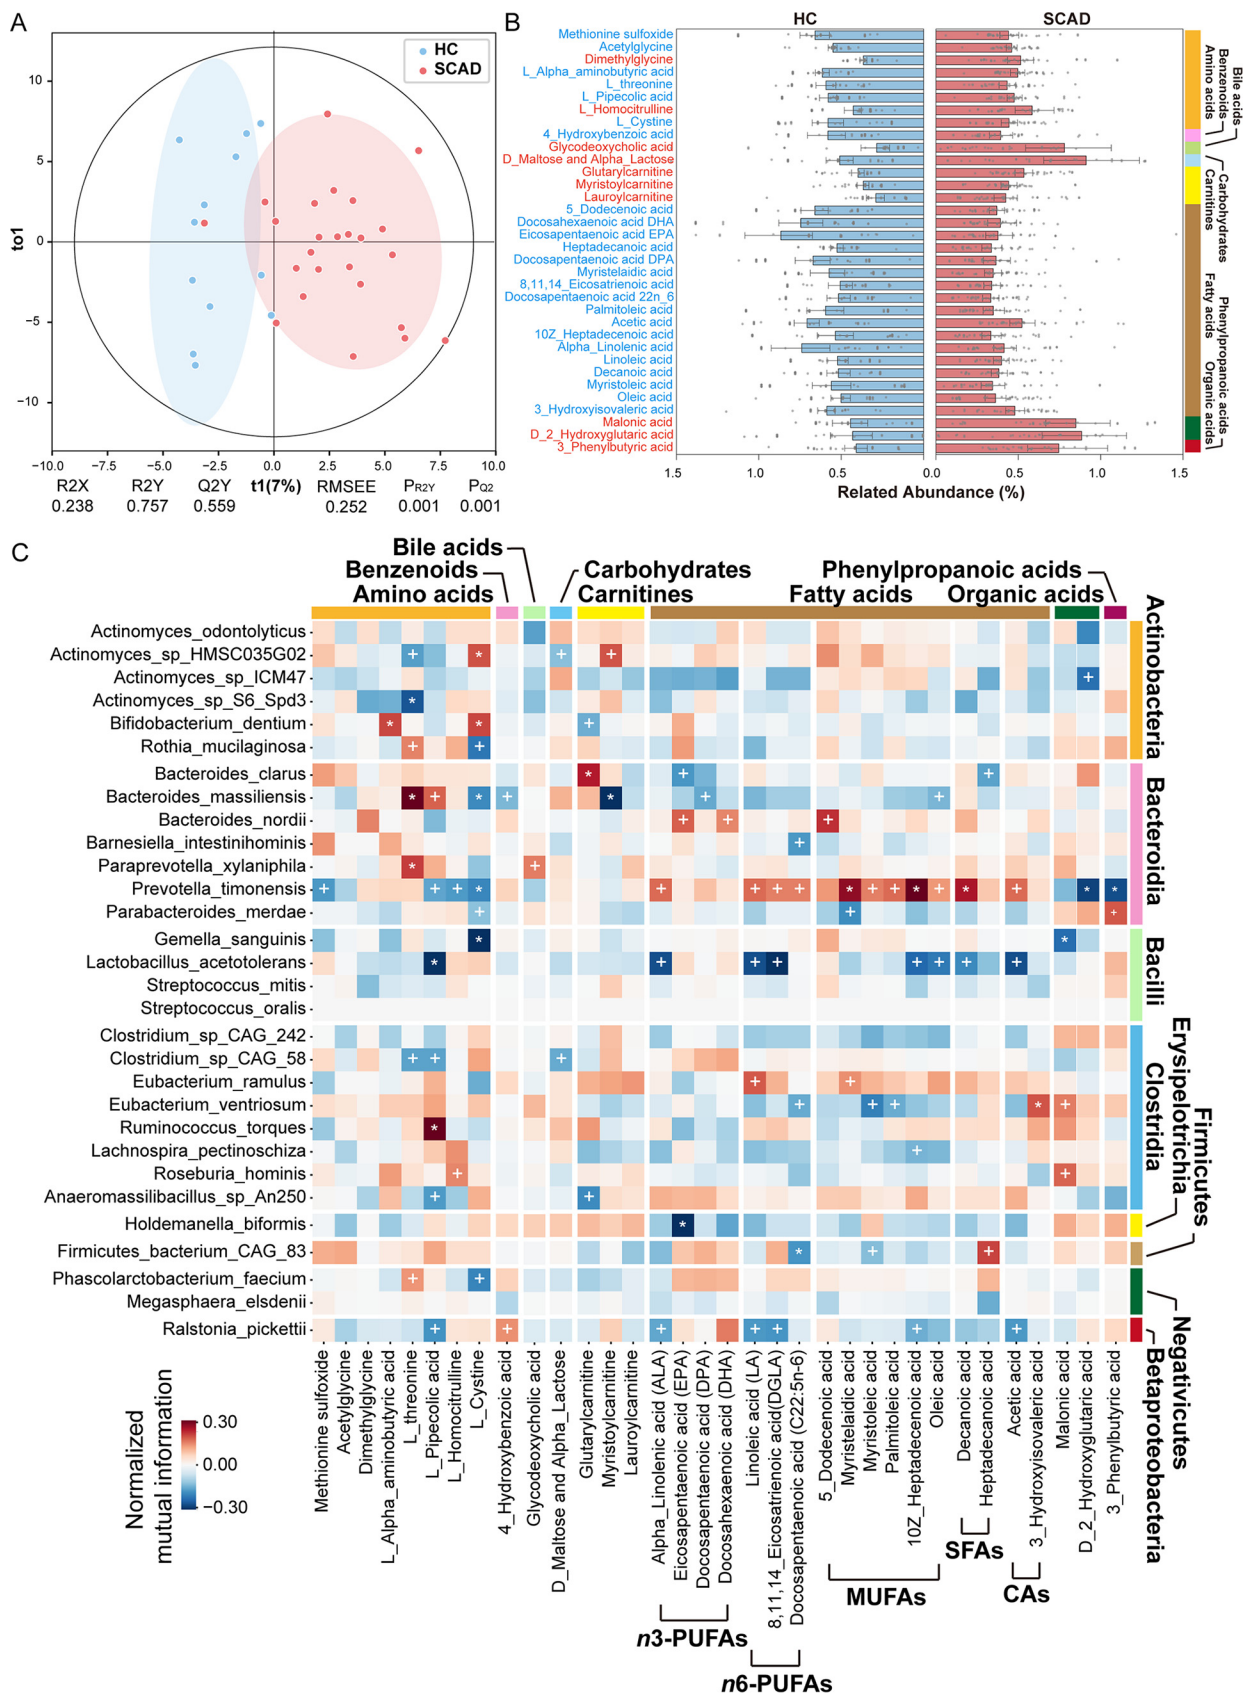 A
HC
SCAD
to1
10
5
0
−5
−10
−10.0 −7.5 −5.0 −2.5 0.0 2.5 5.0 7.5 10.0
R2X R2Y Q2Y t1(7%) RMSEE PR2Y PQ2
0.238 0.757 0.559 0.252 0.001 0.001
B
HC SCAD
Methionine sulfoxide
Acetylglycine
Dimethylglycine
L_Alpha_aminobutyric acid
L_threonine
L_Pipecolic acid
L_Homocitrulline
L_Cystine
4_Hydroxybenzoic acid
Glycodeoxycholic acid
D_Maltose and Alpha_Lactose
Glutarylcarnitine
Myristoylcarnitine
Lauroylcarnitine
5_Dodecenoic acid
Docosahexaenoic acid DHA
Eicosapentaenoic acid EPA
Heptadecanoic acid
Docosapentaenoic acid DPA
Myristelaidic acid
8,11,14_Eicosatrienoic acid
Docosapentaenoic acid 22n_6
Palmitoleic acid
Acetic acid
10Z_Heptadecenoic acid
Alpha_Linolenic acid
Linoleic acid
Decanoic acid
Myristoleic acid
Oleic acid
3_Hydroxyisovaleric acid
Malonic acid
D_2_Hydroxyglutaric acid
3_Phenylbutyric acid
1.5 1.0 0.5 0.0 0.5 1.0 1.5
Related Abundance (%)
Bile acids
Benzenoids
Amino acids
Carbohydrates
Carnitines
Fatty acids
Phenylpropanoic acids
Organic acids
C
Bile acids
Benzenoids
Amino acids
Carbohydrates
Carnitines
Phenylpropanoic acids
Fatty acids
Organic acids
Actinomyces_odontolyticus
Actinomyces_sp_HMSC035G02
Actinomyces_sp_ICM47
Actinomyces_sp_S6_Spd3
Bifidobacterium_dentium
Rothia_mucilaginosa
Bacteroides_clarus
Bacteroides_massiliensis
Bacteroides_nordii
Barnesiella_intestinihominis
Paraprevotella_xylaniphila
Prevotella_timonensis
Parabacteroides_merdae
Gemella_sanguinis
Lactobacillus_acetotolerans
Streptococcus_mitis
Streptococcus_oralis
Clostridium_sp_CAG_242
Clostridium_sp_CAG_58
Eubacterium_ramulus
Eubacterium_ventriosum
Ruminococcus_torques
Lachnospira_pectinoschiza
Roseburia_hominis
Anaeromassilibacillus_sp_An250
Holdemanella_biformis
Firmicutes_bacterium_CAG_83
Phascolarctobacterium_faecium
Megasphaera_elsdenii
Ralstonia_pickettii
Actinobacteria
Bacteroidia
Bacilli
Clostridia
Erysipelotrichia
Firmicutes
Negativicutes
Betaproteobacteria
Normalized
mutual information
0.30
0.00
−0.30
Methionine sulfoxide
Acetylglycine
Dimethylglycine
L_Alpha_aminobutyric acid
L_threonine
L_Pipecolic acid
L_Homocitrulline
L_Cystine
4_Hydroxybenzoic acid
Glycodeoxycholic acid
D_Maltose and Alpha_Lactose
Glutarylcarnitine
Myristoylcarnitine
Lauroylcarnitine
Alpha_Linolenic acid (ALA)
Eicosapentaenoic acid (EPA)
Docosapentaenoic acid (DPA)
Docosahexaenoic acid (DHA)
Linoleic acid (LA)
8,11,14_Eicosatrienoic acid(DGLA)
Docosapentaenoic acid (C22:5n-6)
5_Dodecenoic acid
Myristelaidic acid
Myristoleic acid
Palmitoleic acid
10Z_Heptadecenoic acid
Oleic acid
Decanoic acid
Heptadecanoic acid
Acetic acid
3_Hydroxyisovaleric acid
Malonic acid
D_2_Hydroxyglutaric acid
3_Phenylbutyric acid
n3-PUFAs
n6-PUFAs
MUFAs
SFAs
CAs